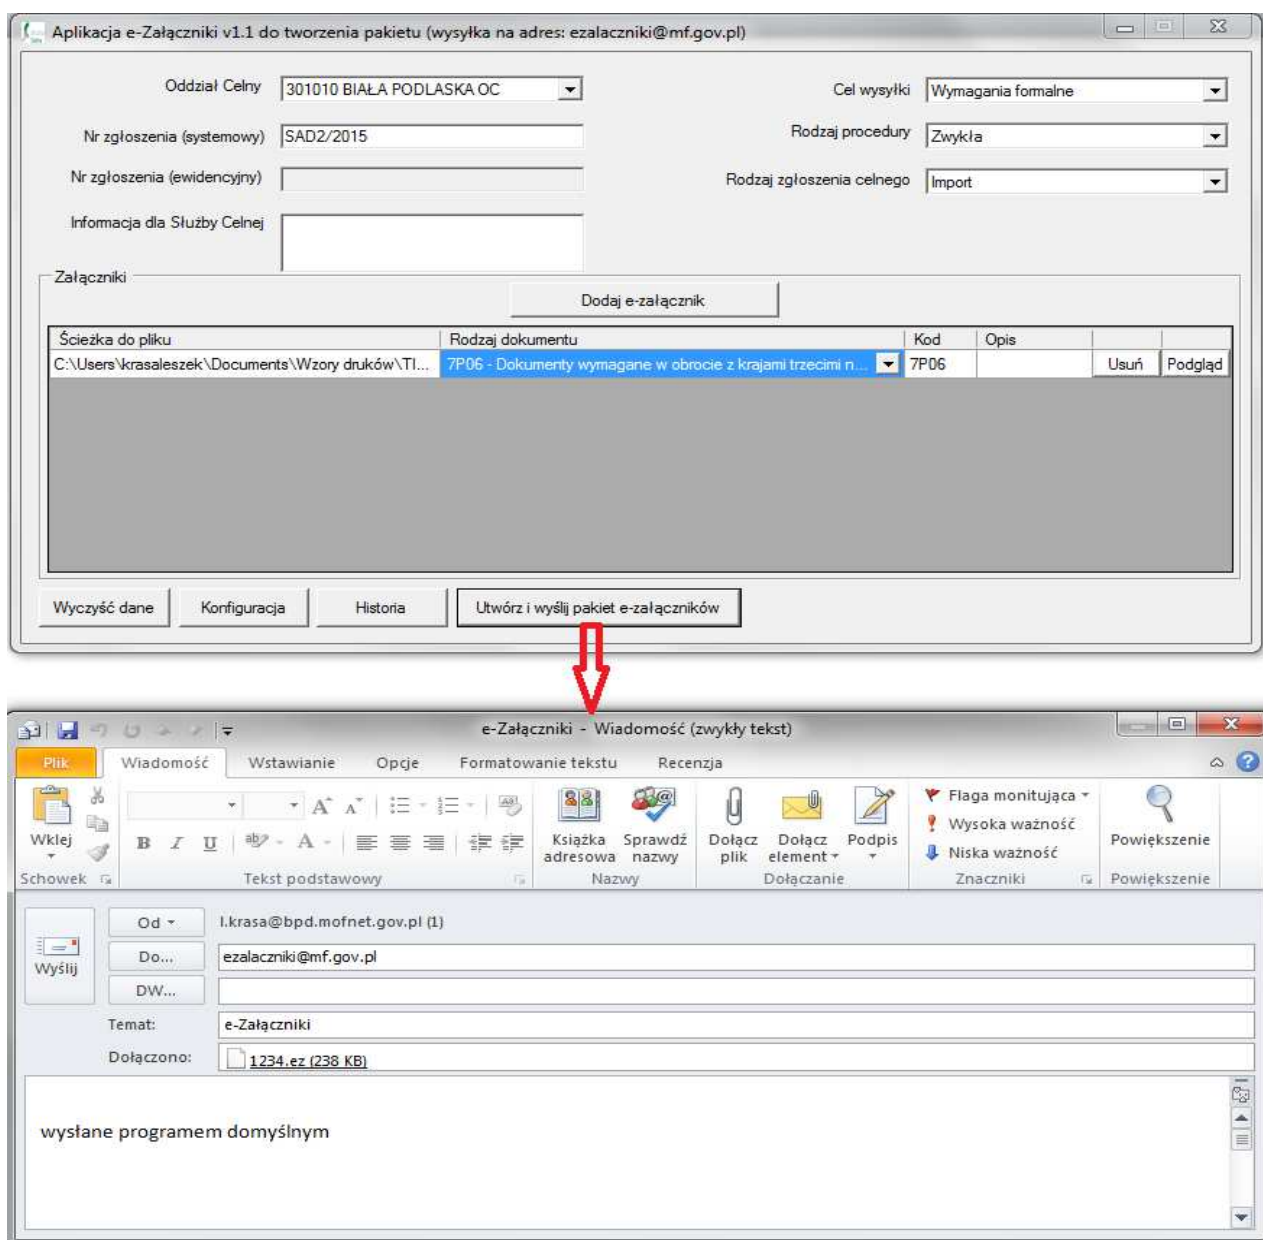 Aplikacja e-Załączniki v1.1 do tworzenia pakietu (wysyłka na adres: ezalaczniki@mf.gov.pl)
Oddział Celny 301010 BIAŁA PODLASKA OC Cel wysyłki Wymagania formalne
Nr zgłoszenia (systemowy) SAD2/2015 Rodzaj procedury Zwykła
Nr zgłoszenia (ewidencyjny) Rodzaj zgłoszenia celnego Import
Informacja dla Służby Celnej
Załączniki
Dodaj e-załącznik
Ścieżka do pliku Rodzaj dokumentu Kod Opis
C:\Users\krasaleszek\Documents\Wzory druków\TI... 7P06 - Dokumenty wymagane w obrocie z krajami trzecimi n... 7P06 Usuń Podgląd
Wyczyść dane Konfiguracja Historia Utwórz i wyślij pakiet e-załączników
e-Załączniki - Wiadomość (zwykły tekst)
Plik Wiadomość Wstawianie Opcje Formatowanie tekstu Recenzja
Wklej
B I U
Książka adresowa
Sprawdź nazwy
Dołącz plik
Dołącz element
Podpis
Flaga monitująca
Wysoka ważność
Niska ważność
Powiększenie
Schowek Tekst podstawowy Nazwy Dołączanie Znaczniki Powiększenie
Wyślij
Od l.krasa@bpd.mofnet.gov.pl (1)
Do... ezalaczniki@mf.gov.pl
DW...
Temat: e-Załączniki
Dołączono: 1234.ez (238 KB)
wysłane programem domyślnym